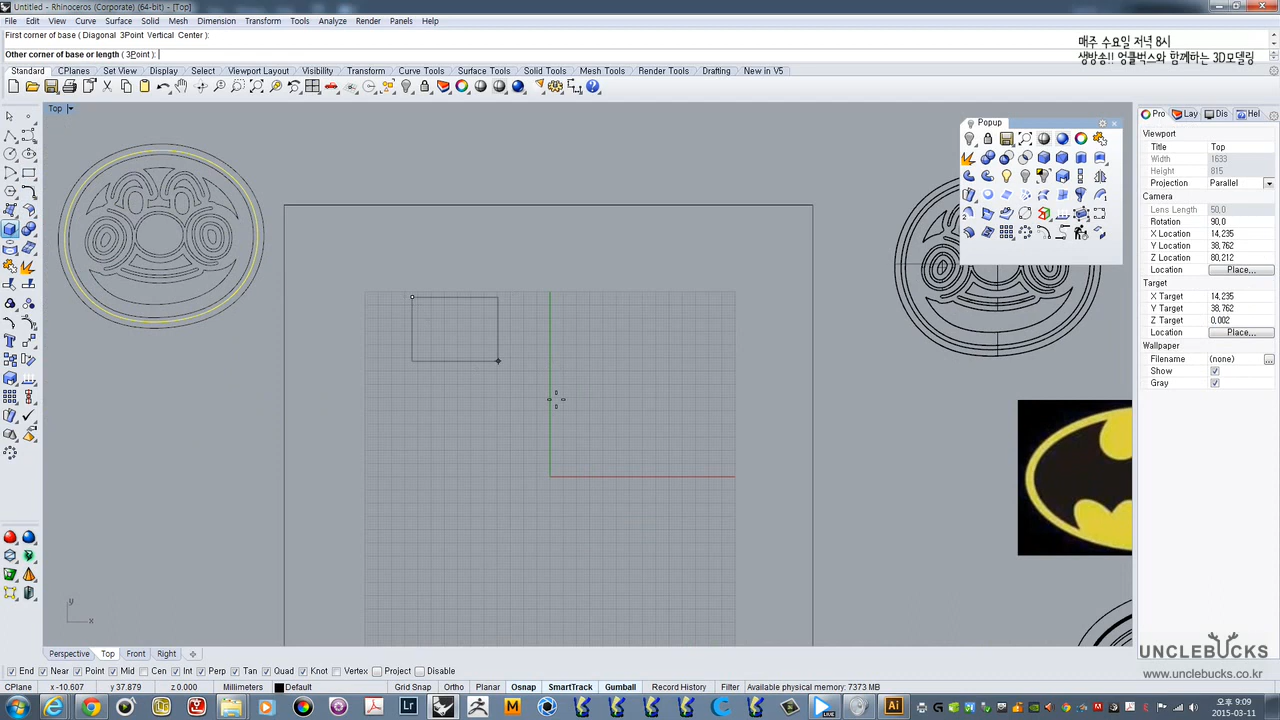 Untitled - Rhinoceros (Corporate) (64-bit) - [Top]
File Edit View Curve Surface Solid Mesh Dimension Transform Tools Analyze Render Panels Help
First corner of base ( Diagonal 3Point Vertical Center ):
매주 수요일 저녁 8시
Other corner of base or length ( 3Point ):
생방송!! 엉클벅스와 함께하는 3D모델링
Standard CPlanes Set View Display Select Viewport Layout Visibility Transform Curve Tools Surface Tools Solid Tools Mesh Tools Render Tools Drafting New in V5
Top
Popup
Pro Lay Dis Hel
Viewport
Title Top
Width 1633
Height 815
Projection Parallel
Camera
Lens Length 50,0
Rotation 90,0
X Location 14,235
Y Location 38,762
Z Location 80,212
Location Place...
Target
X Target 14,235
Y Target 38,762
Z Target 0,002
Location Place...
Wallpaper
Filename (none) ...
Show
Gray
y
x
UNCLEBUCKS
www.unclebucks.co.kr
Perspective Top Front Right
End Near Point Mid Cen Int Perp Tan Quad Knot Vertex Project Disable
CPlane x -10.607 y 37.879 z 0.000 Millimeters Default Grid Snap Ortho Planar Osnap SmartTrack Gumball Record History Filter Available physical memory: 7373 MB
Lr M LIVE Ai
오후 9:09
2015-03-11